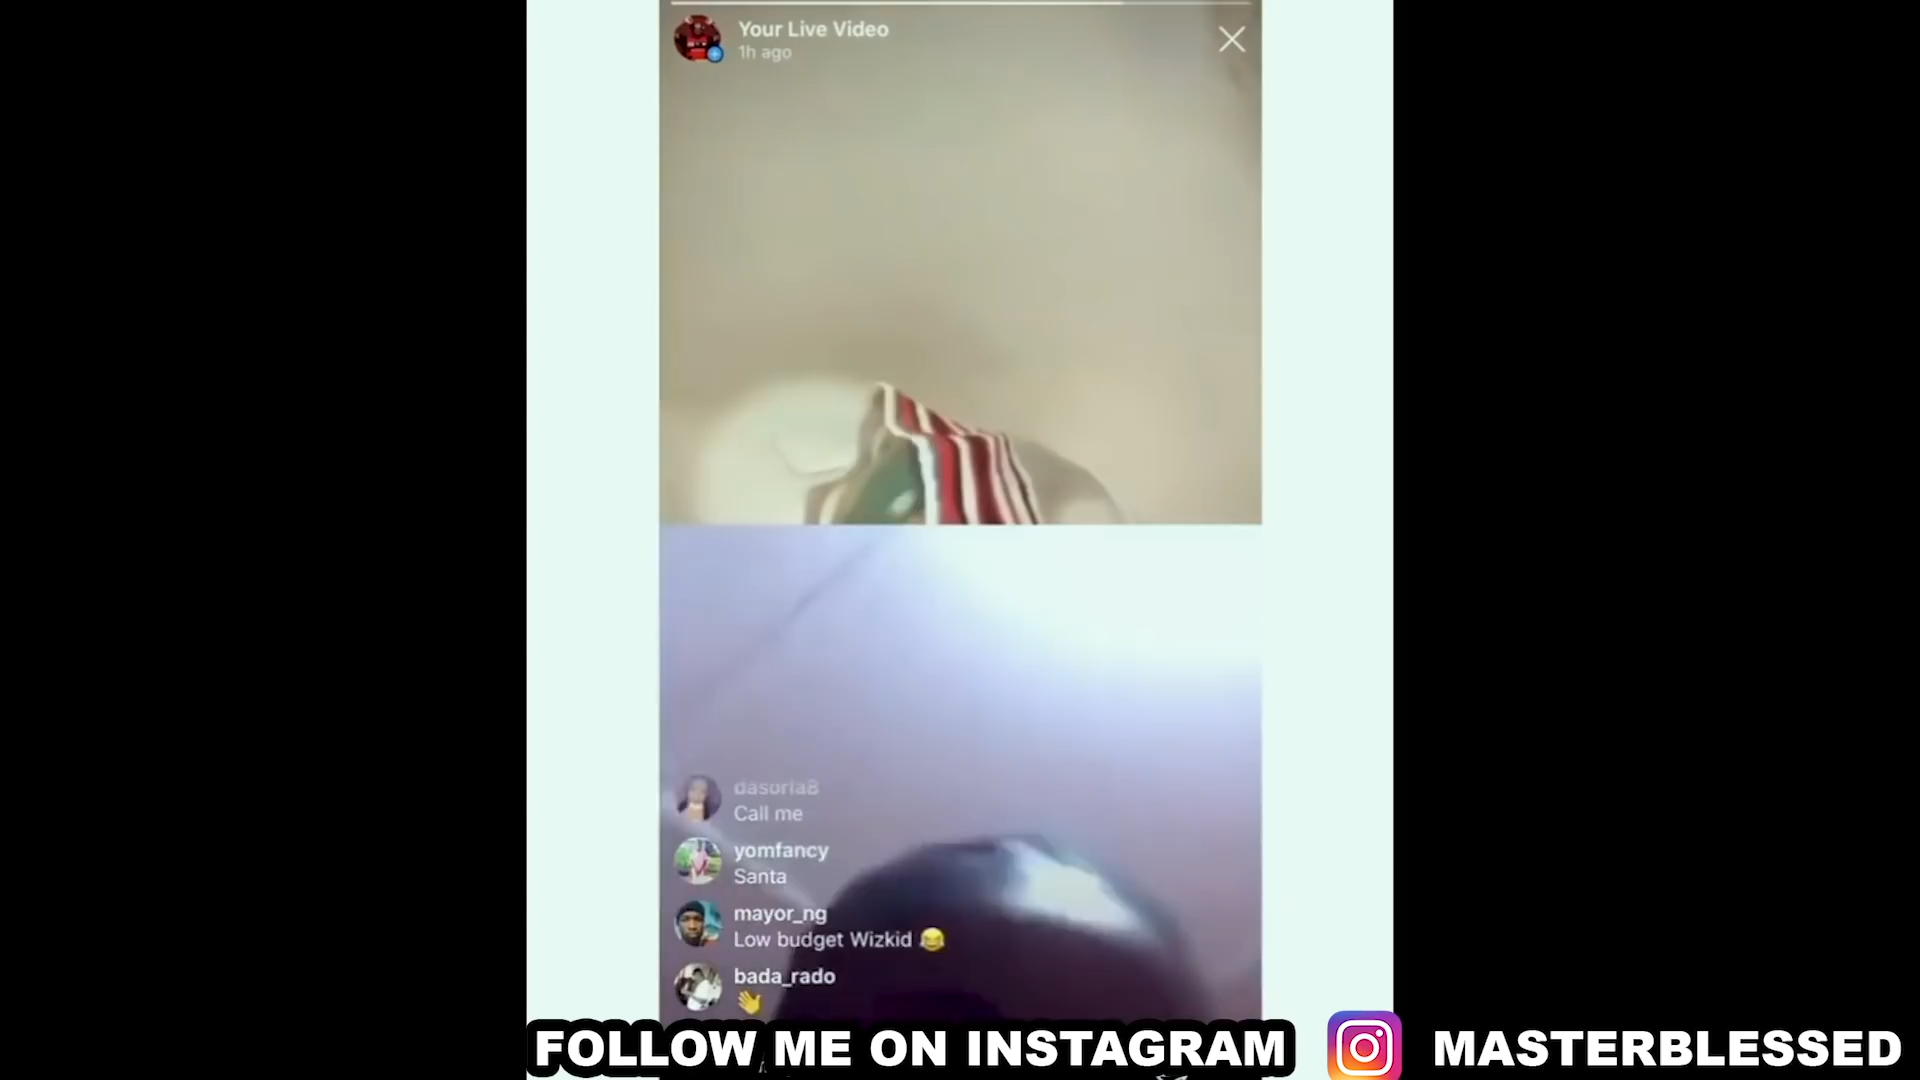 Your Live Video
1h ago
dasorla8
Call me
yomfancy
Santa
mayor_ng
Low budget Wizkid 😂
bada_rado
👋
FOLLOW ME ON INSTAGRAM MASTERBLESSED